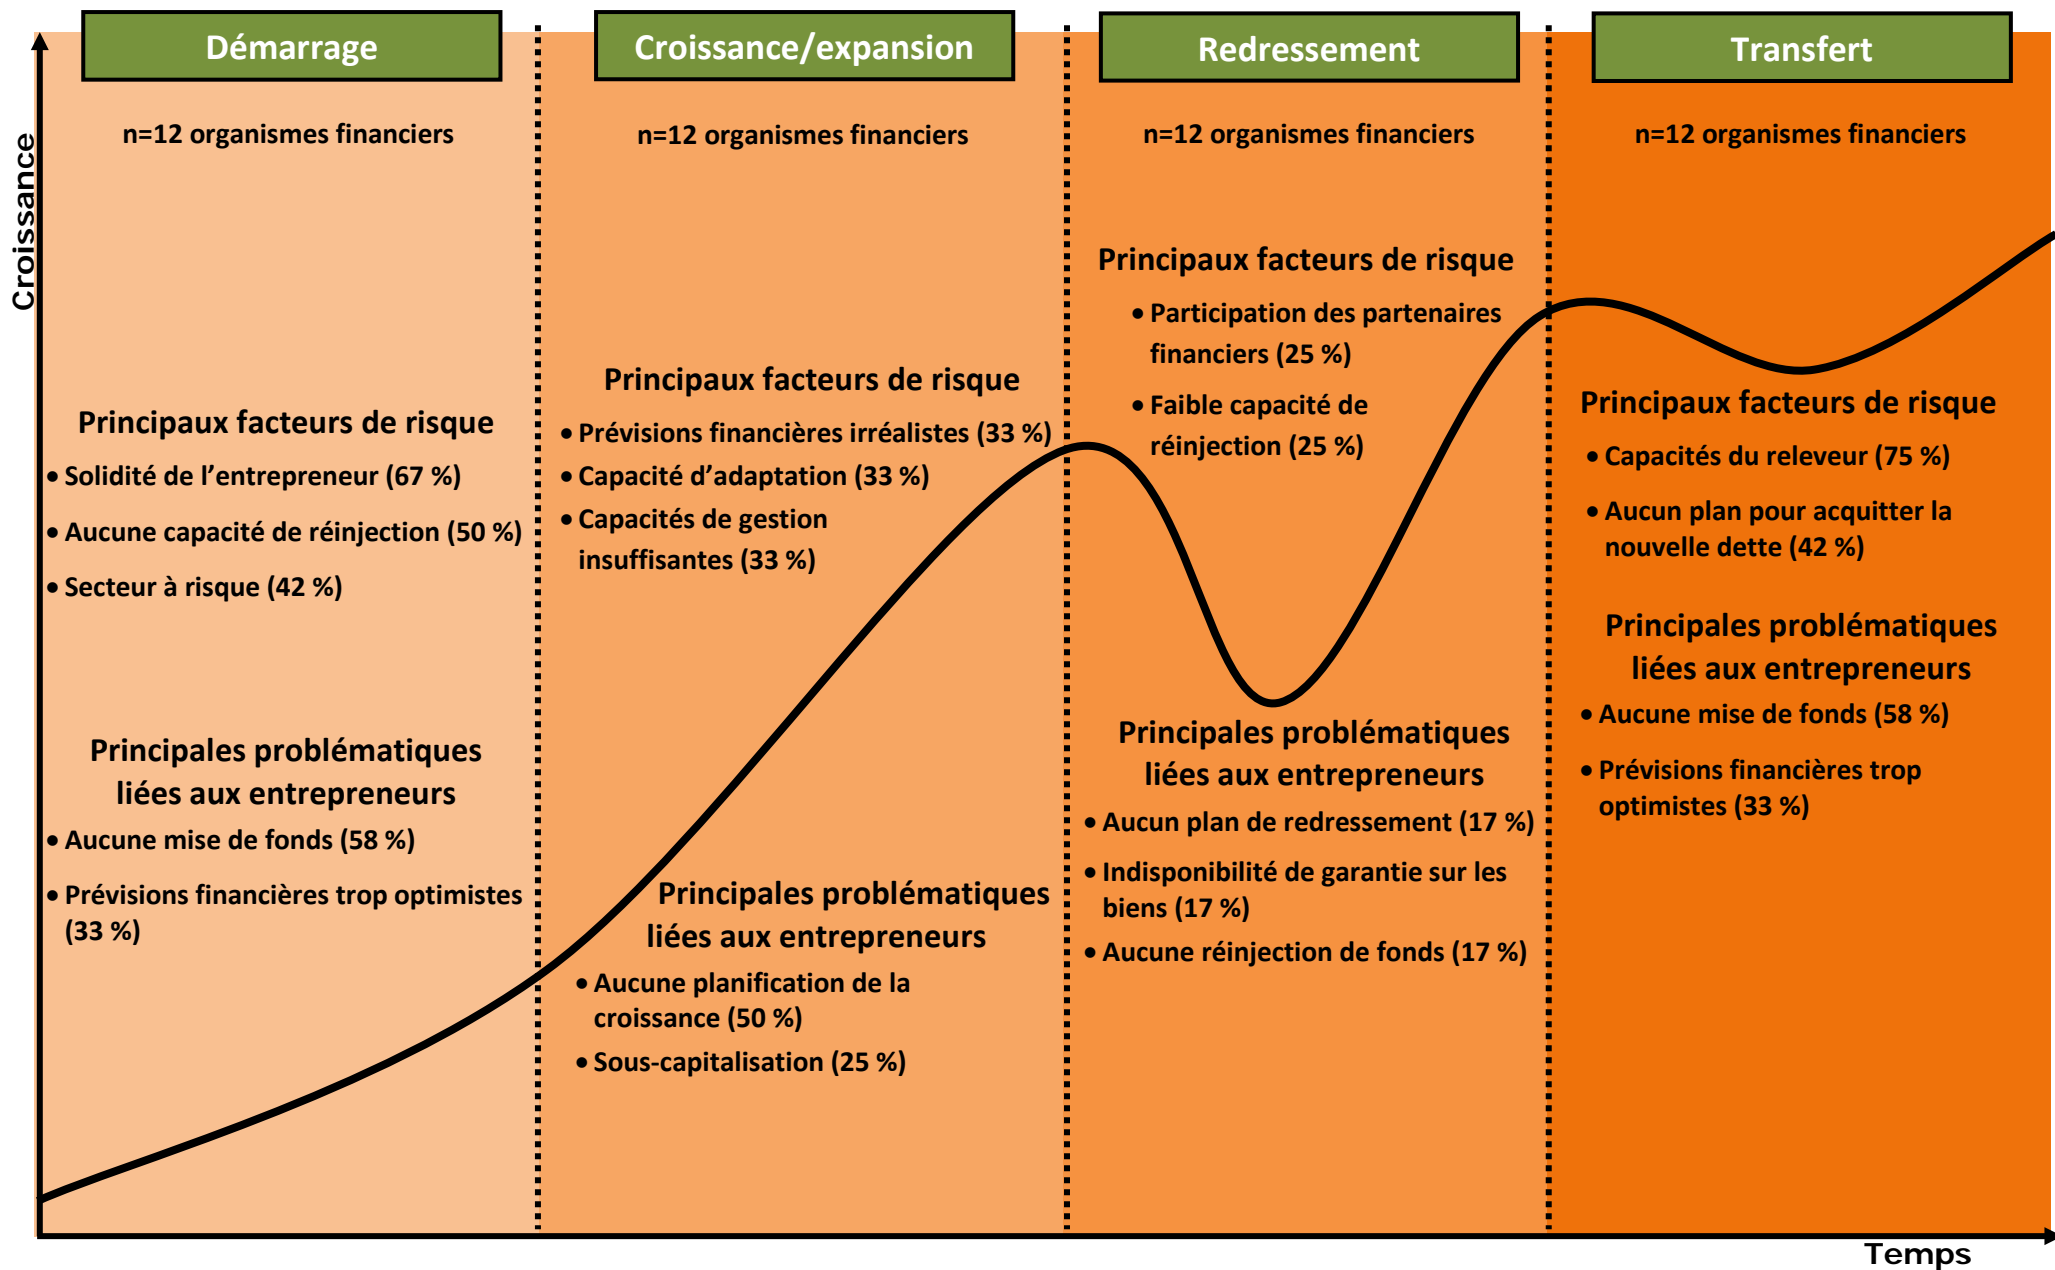 Croissance
Démarrage
n=12 organismes financiers
Principaux facteurs de risque
• Solidité de l’entrepreneur (67 %)
• Aucune capacité de réinjection (50 %)
• Secteur à risque (42 %)
Principales problématiques
liées aux entrepreneurs
• Aucune mise de fonds (58 %)
• Prévisions financières trop optimistes
(33 %)
Croissance/expansion
n=12 organismes financiers
Principaux facteurs de risque
• Prévisions financières irréalistes (33 %)
• Capacité d’adaptation (33 %)
• Capacités de gestion
insuffisantes (33 %)
Principales problématiques
liées aux entrepreneurs
• Aucune planification de la
croissance (50 %)
• Sous-capitalisation (25 %)
Redressement
n=12 organismes financiers
Principaux facteurs de risque
• Participation des partenaires
financiers (25 %)
• Faible capacité de
réinjection (25 %)
Principales problématiques
liées aux entrepreneurs
• Aucun plan de redressement (17 %)
• Indisponibilité de garantie sur les
biens (17 %)
• Aucune réinjection de fonds (17 %)
Transfert
n=12 organismes financiers
Principaux facteurs de risque
• Capacités du releveur (75 %)
• Aucun plan pour acquitter la
nouvelle dette (42 %)
Principales problématiques
liées aux entrepreneurs
• Aucune mise de fonds (58 %)
• Prévisions financières trop
optimistes (33 %)
Temps